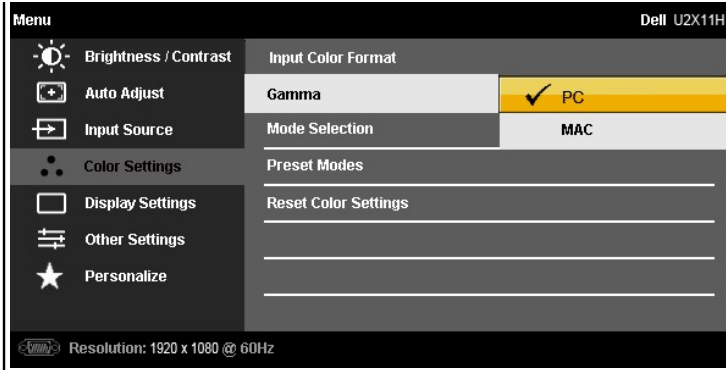 Menu Dell U2X11H
Brightness / Contrast Input Color Format
Auto Adjust Gamma ✓ PC
Input Source Mode Selection MAC
Color Settings Preset Modes
Display Settings Reset Color Settings
Other Settings
Personalize
Resolution: 1920 x 1080 @ 60Hz